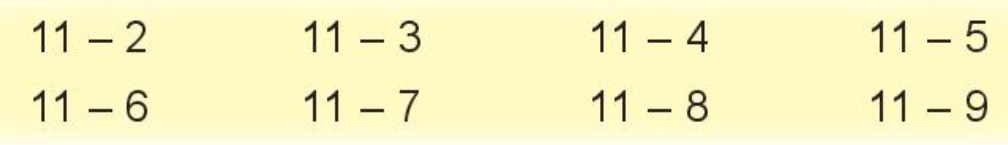 11 – 2 11 – 3 11 – 4 11 – 5
11 – 6 11 – 7 11 – 8 11 – 9